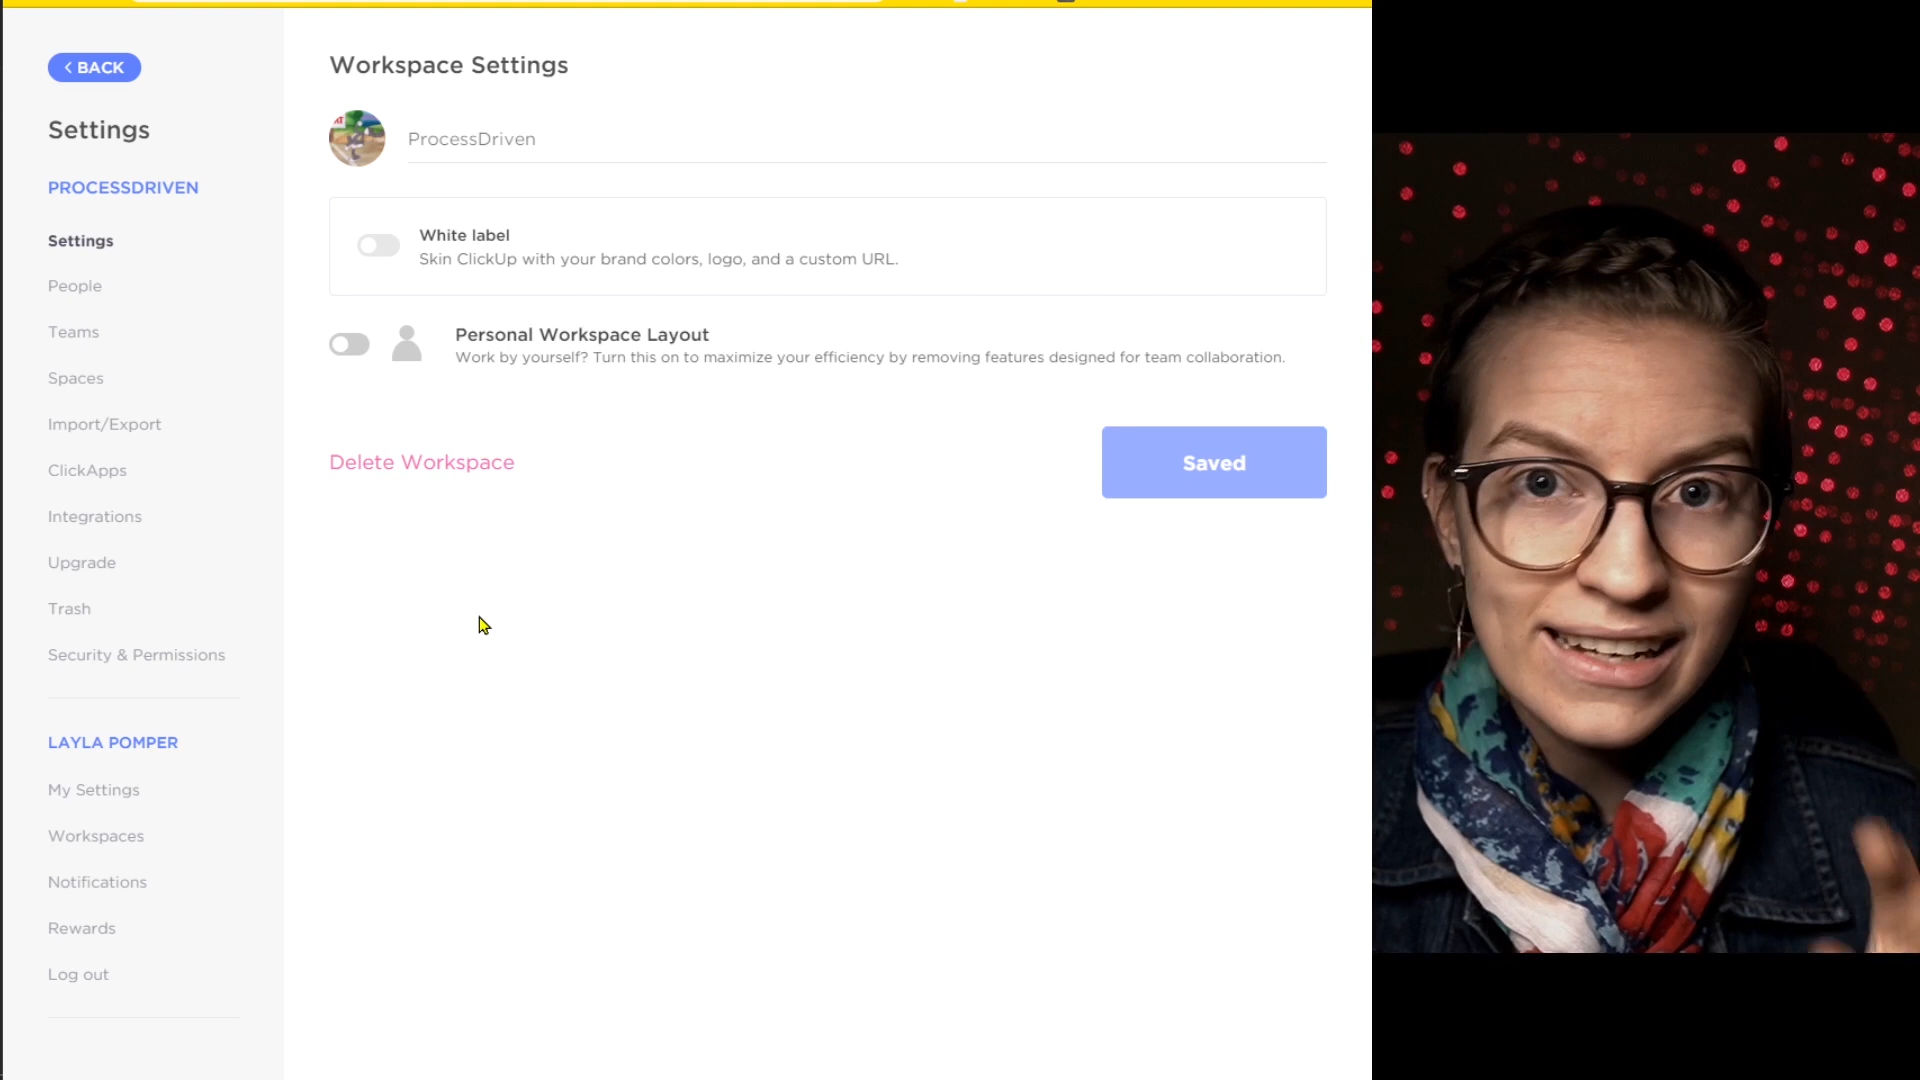 BACK
Settings
PROCESSDRIVEN
Settings
People
Teams
Spaces
Import/Export
ClickApps
Integrations
Upgrade
Trash
Security & Permissions
LAYLA POMPER
My Settings
Workspaces
Notifications
Rewards
Log out
Workspace Settings
ProcessDriven
White label
Skin ClickUp with your brand colors, logo, and a custom URL.
Personal Workspace Layout
Work by yourself? Turn this on to maximize your efficiency by removing features designed for team collaboration.
Delete Workspace
Saved